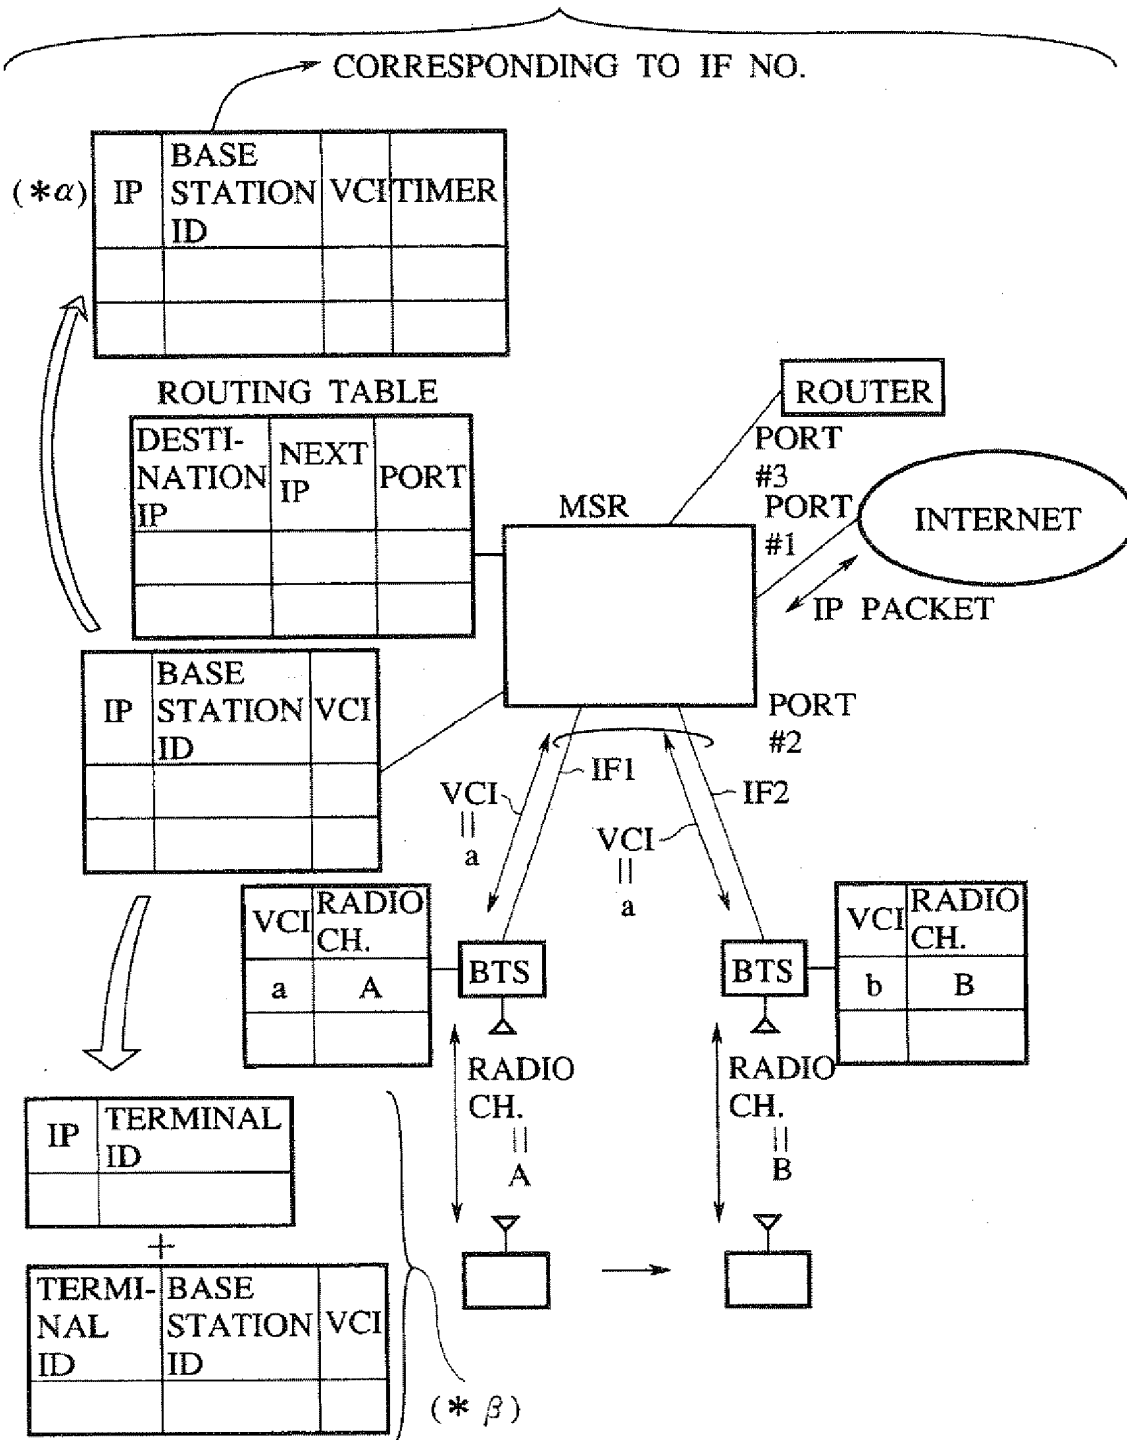 CORRESPONDING TO IF NO.
(*α)
IP
BASE
STATION
ID
VCI
TIMER
ROUTING TABLE
DESTI-
NATION
IP
NEXT
IP
PORT
ROUTER
PORT
#3
MSR
PORT
#1
INTERNET
IP PACKET
IP
BASE
STATION
ID
VCI
PORT
#2
IF1
IF2
VCI
||
a
VCI
||
a
VCI
RADIO
CH.
a
A
BTS
BTS
VCI
RADIO
CH.
b
B
RADIO
CH.
||
A
RADIO
CH.
||
B
IP
TERMINAL
ID
+
TERMI-
NAL
ID
BASE
STATION
ID
VCI
(* β)